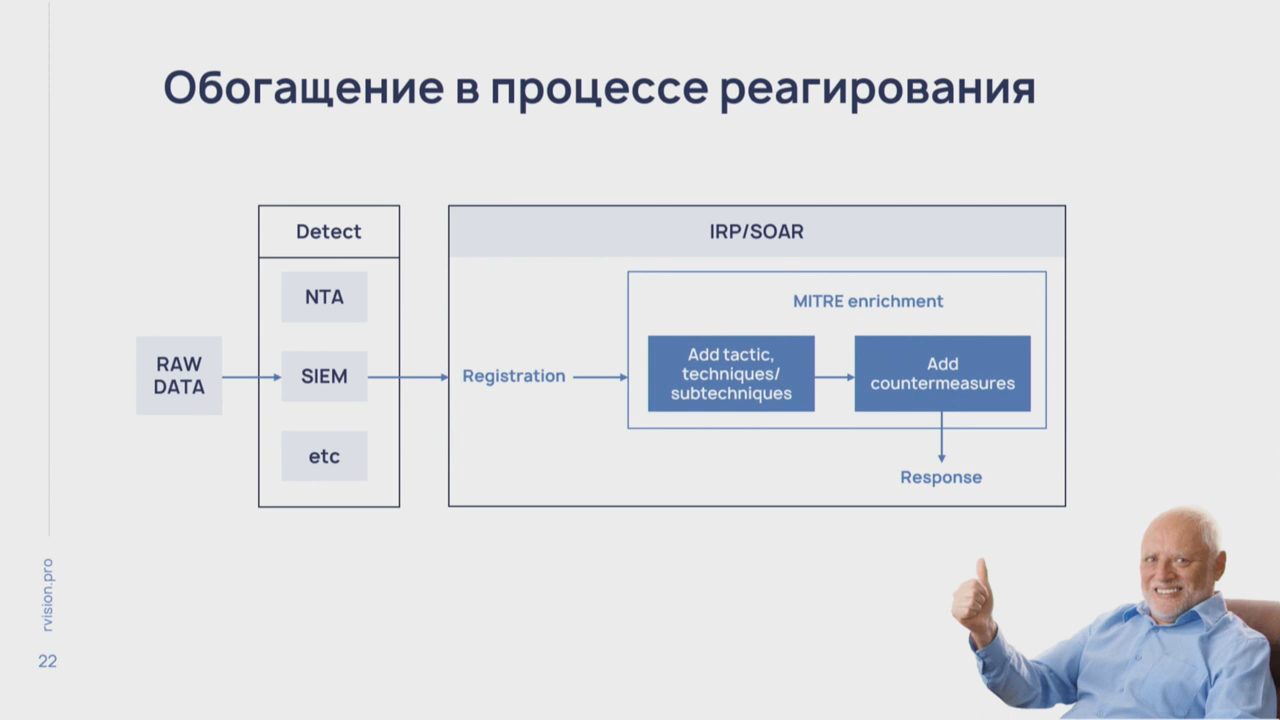 Обогащение в процессе реагирования
Detect
NTA
SIEM
etc
RAW
DATA
IRP/SOAR
MITRE enrichment
Registration
Add tactic,
techniques/
subtechniques
Add
countermeasures
Response
rvision.pro
22